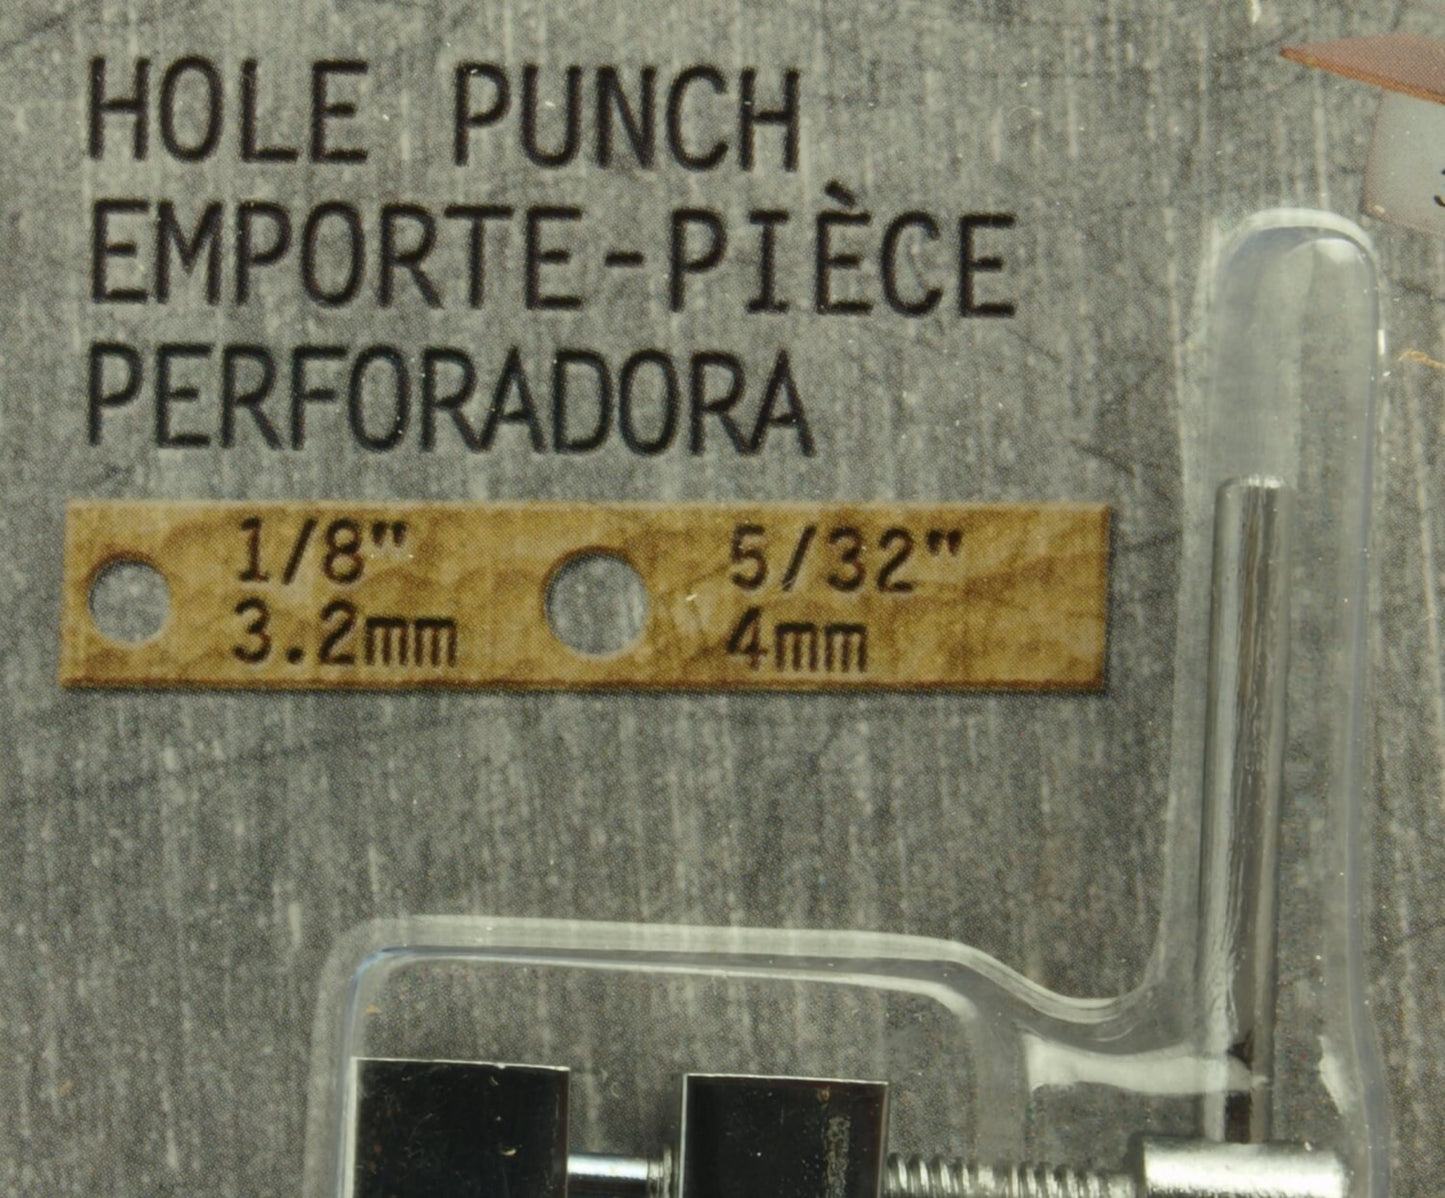 HOLE PUNCH
EMPORTE-PIÈCE
PERFORADORA
1/8" 5/32"
3.2mm 4mm